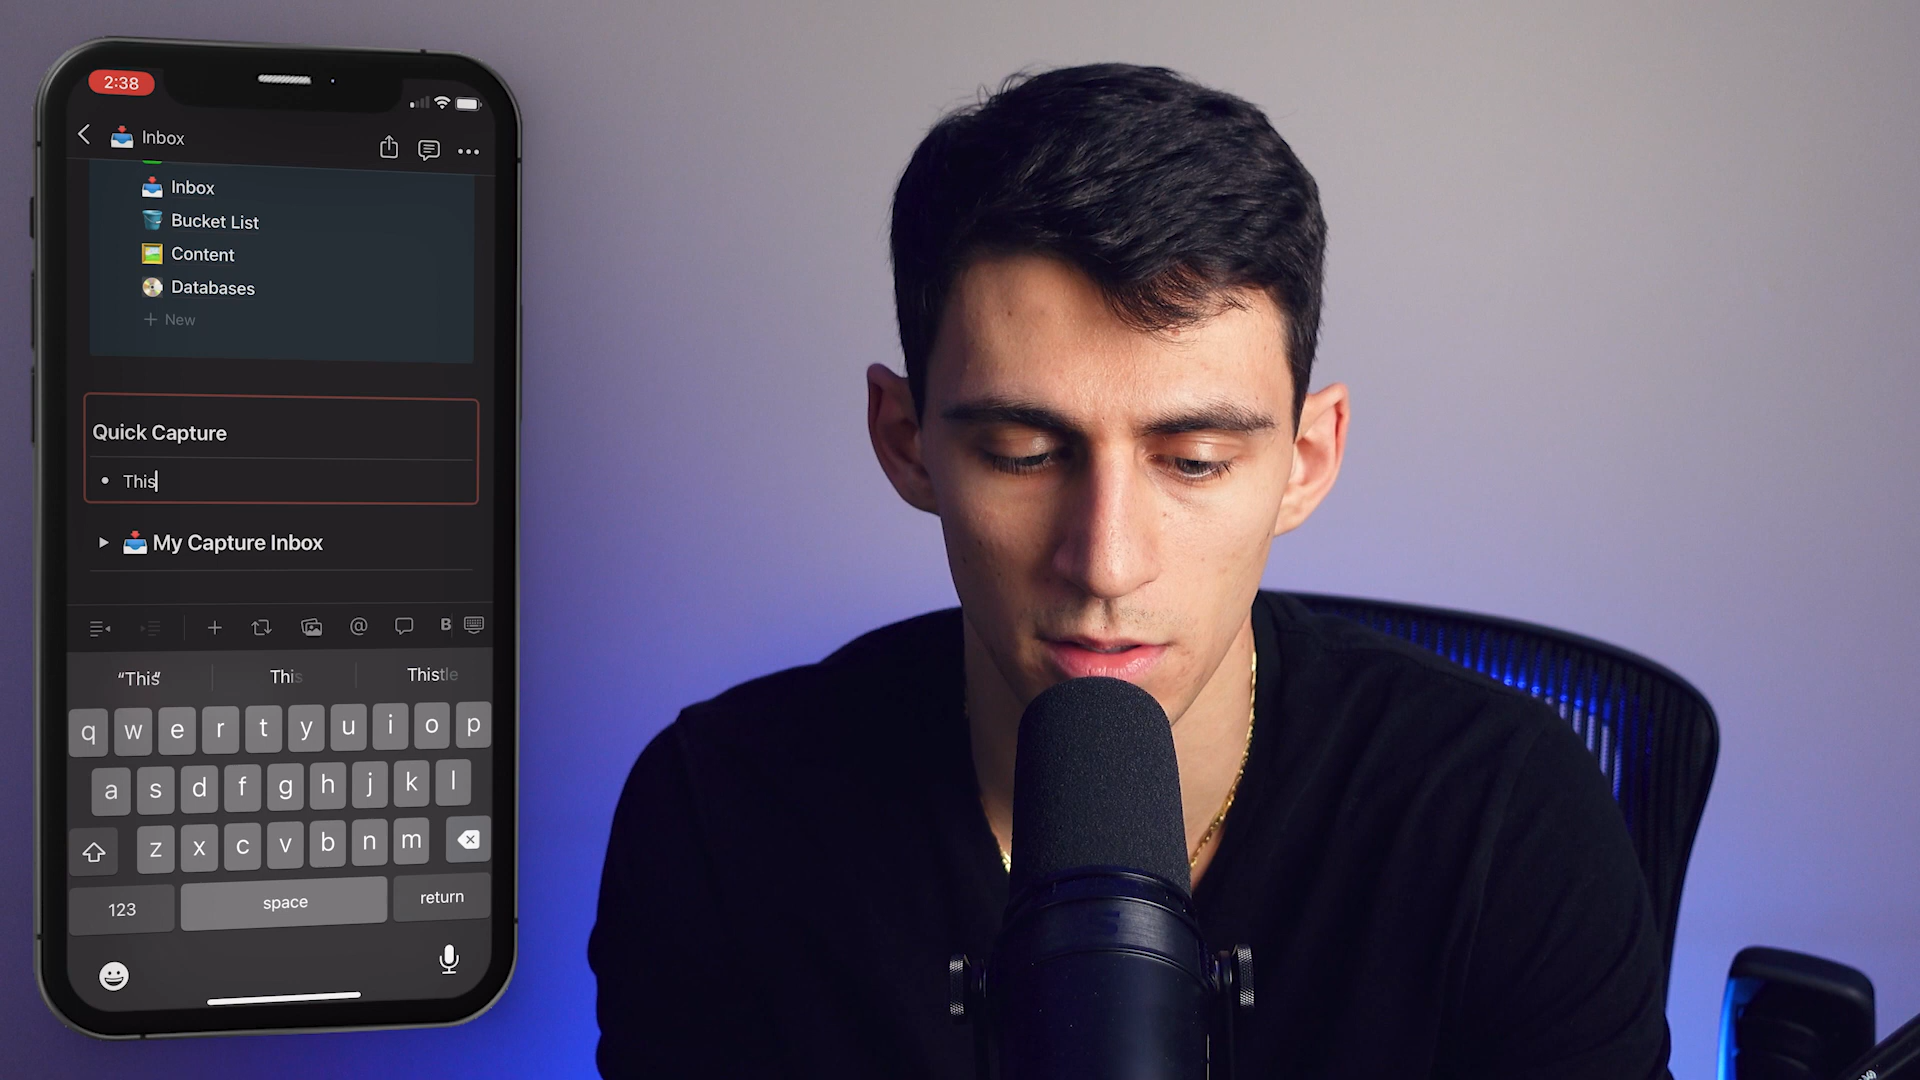 2:38
Inbox
Inbox
Bucket List
Content
Databases
+ New
Quick Capture
• This
My Capture Inbox
@ B
“This” This Thistle
q w e r t y u i o p
a s d f g h j k l
z x c v b n m
123 space return